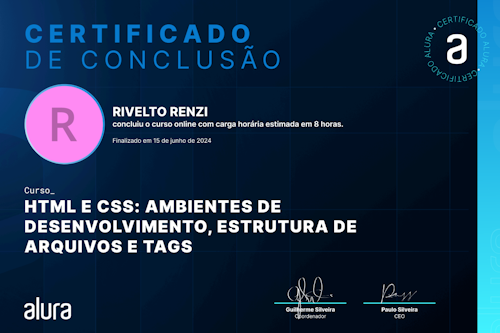 CERTIFICADO
DE CONCLUSÃO
CERTIFICADO ALURA • CERTIFICADO ALURA •
a
R
RIVELTO RENZI
concluiu o curso online com carga horária estimada em 8 horas.
Finalizado em 15 de junho de 2024
Curso_
HTML E CSS: AMBIENTES DE
DESENVOLVIMENTO, ESTRUTURA DE
ARQUIVOS E TAGS
alura
Guilherme Silveira
Coordenador
Paulo Silveira
CEO